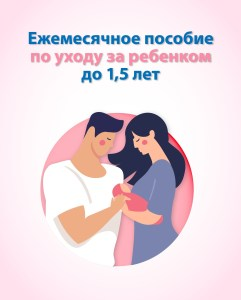 Ежемесячное пособие
по уходу за ребенком
до 1,5 лет